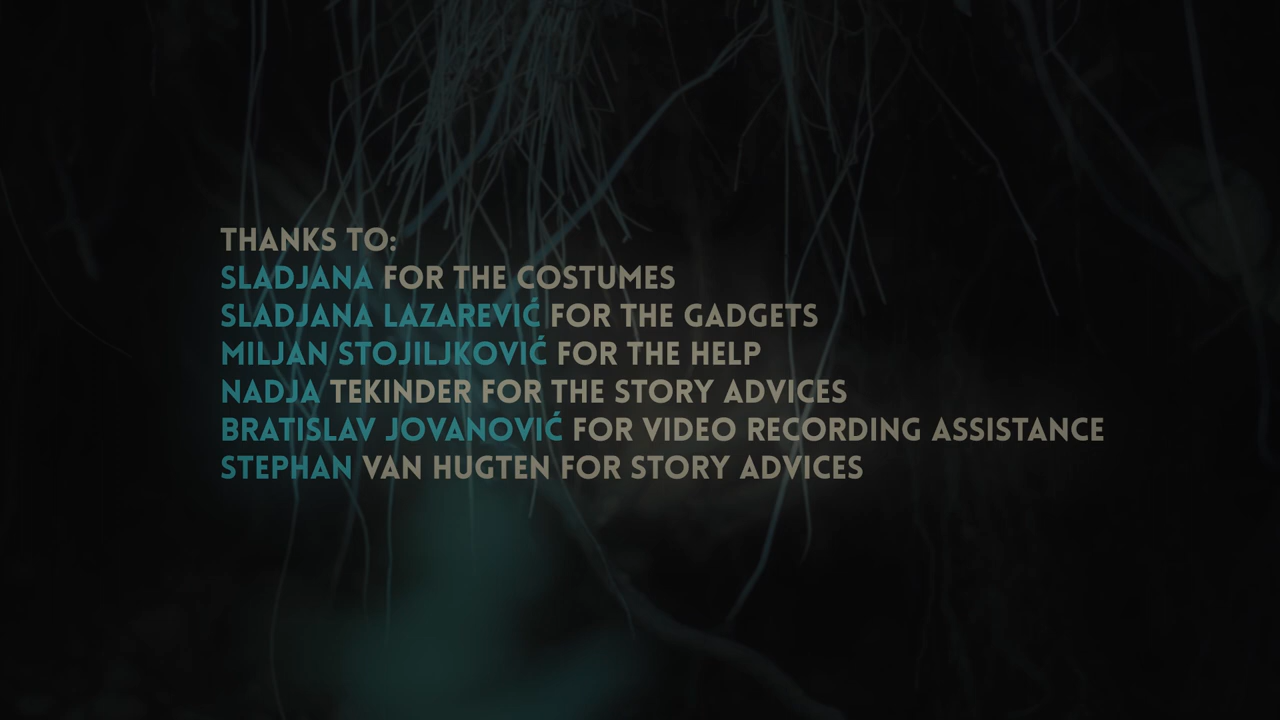 THANKS TO:
SLADJANA FOR THE COSTUMES
SLADJANA LAZAREVIĆ FOR THE GADGETS
MILJAN STOJILJKOVIĆ FOR THE HELP
NADJA TEKINDER FOR THE STORY ADVICES
BRATISLAV JOVANOVIĆ FOR VIDEO RECORDING ASSISTANCE
STEPHAN VAN HUGTEN FOR STORY ADVICES